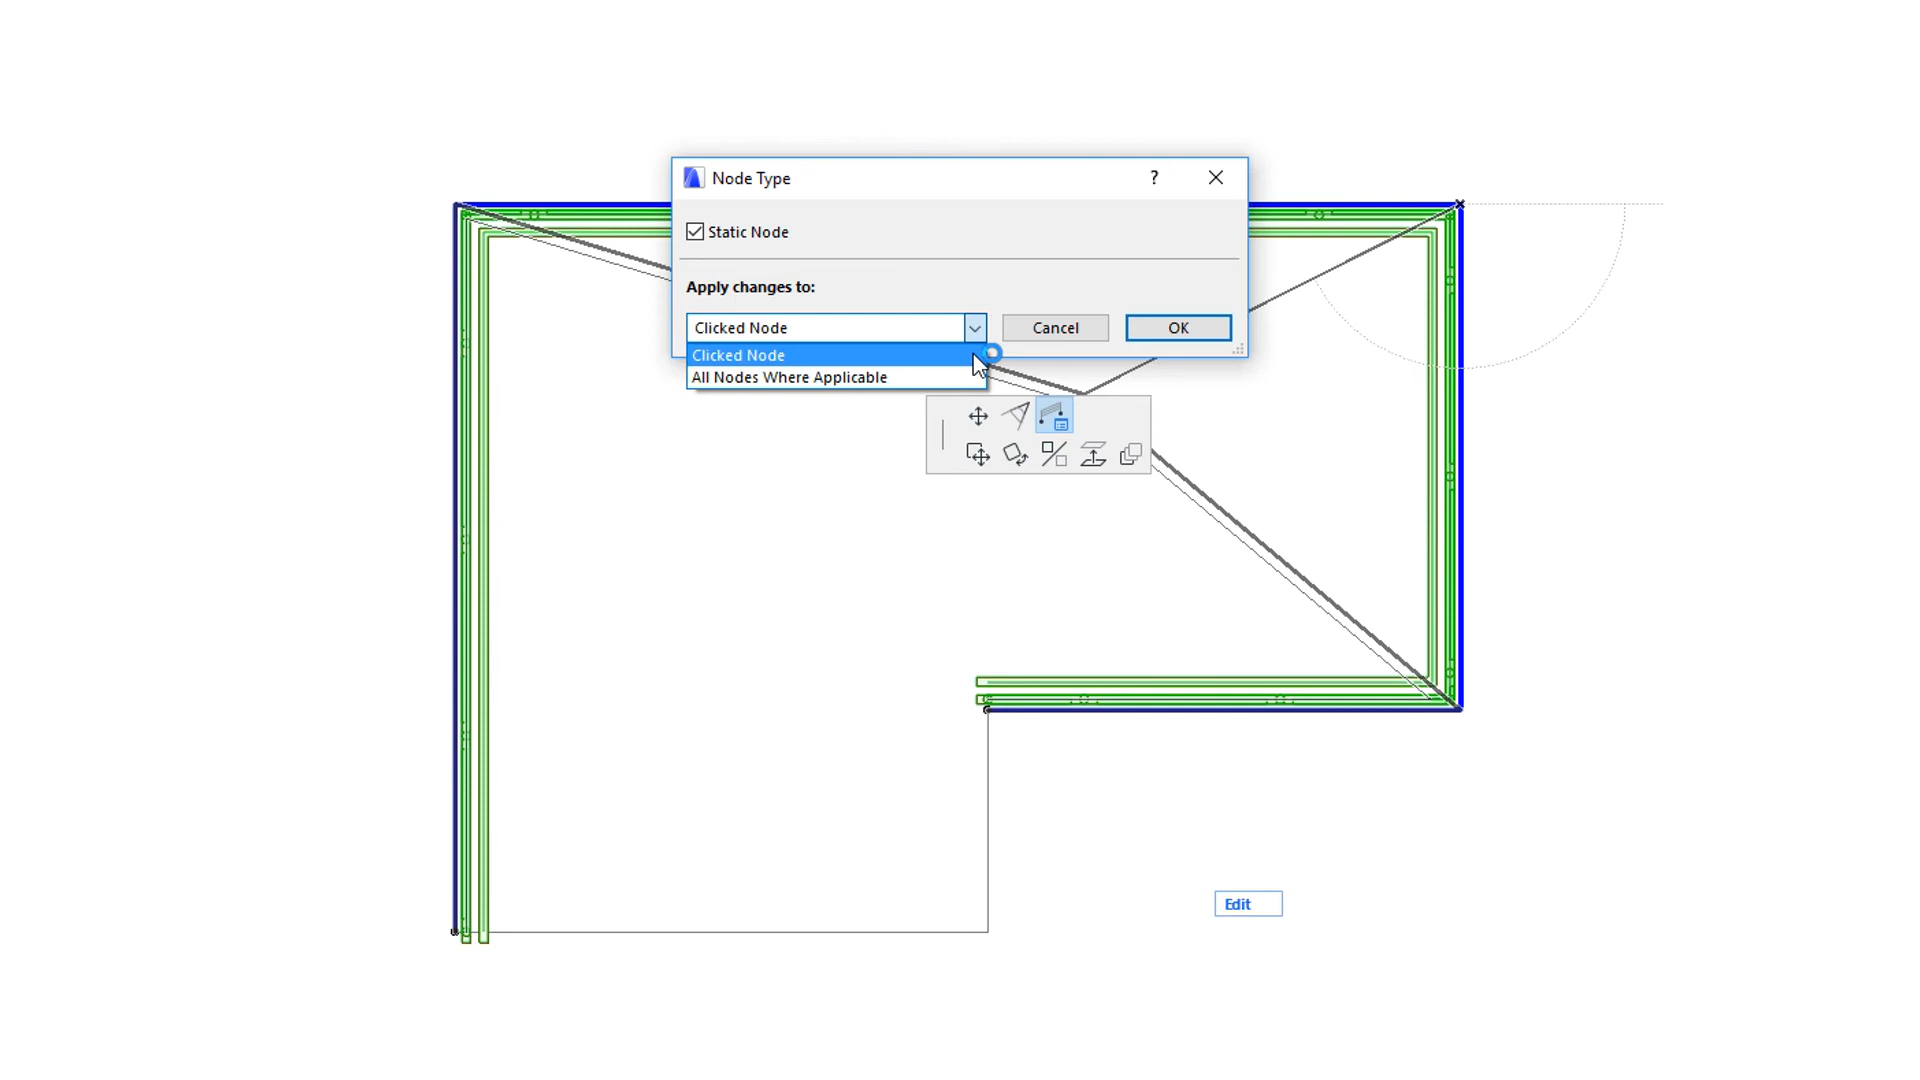 Node Type
?
Static Node
Apply changes to:
Clicked Node
Cancel
OK
Clicked Node
All Nodes Where Applicable
Edit